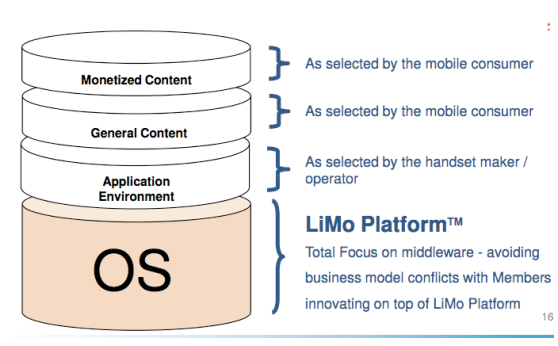 Monetized Content
As selected by the mobile consumer
General Content
As selected by the mobile consumer
Application
Environment
As selected by the handset maker /
operator
OS
LiMo Platform™
Total Focus on middleware - avoiding
business model conflicts with Members
innovating on top of LiMo Platform
16